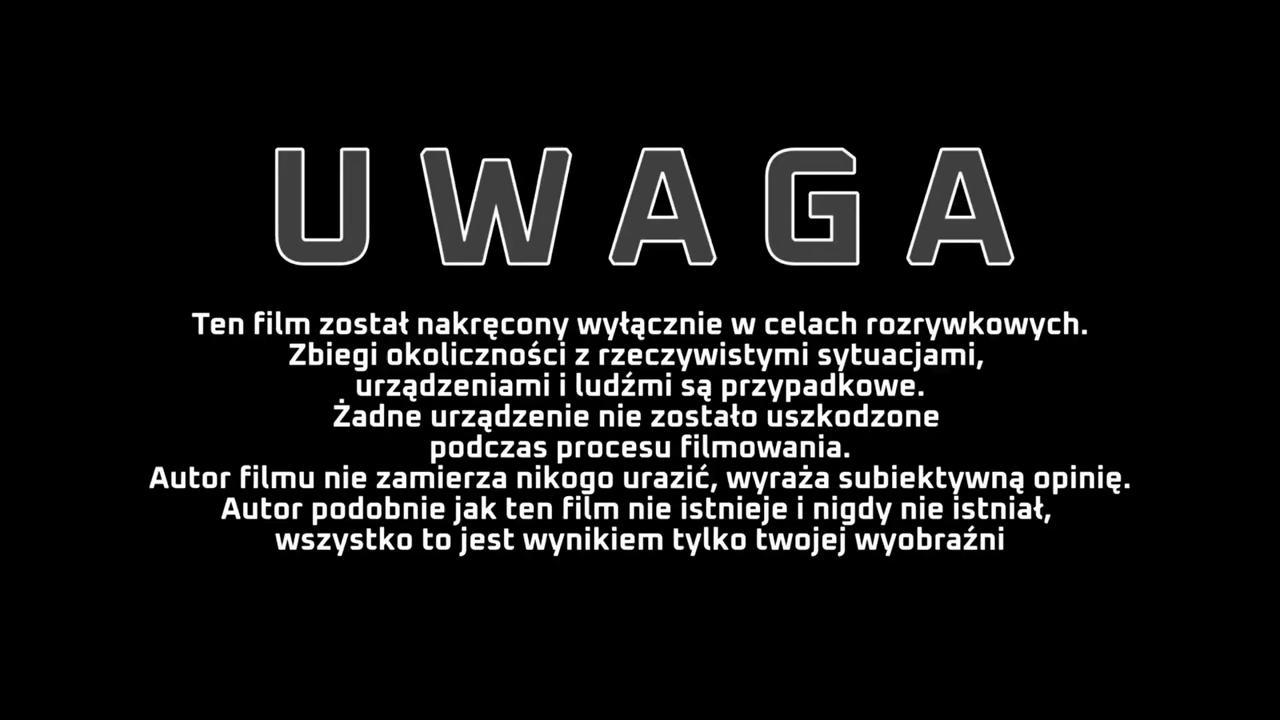 UWAGA
Ten film został nakręcony wyłącznie w celach rozrywkowych.
Zbiegi okoliczności z rzeczywistymi sytuacjami,
urządzeniami i ludźmi są przypadkowe.
Żadne urządzenie nie zostało uszkodzone
podczas procesu filmowania.
Autor filmu nie zamierza nikogo urazić, wyraża subiektywną opinię.
Autor podobnie jak ten film nie istnieje i nigdy nie istniał,
wszystko to jest wynikiem tylko twojej wyobraźni